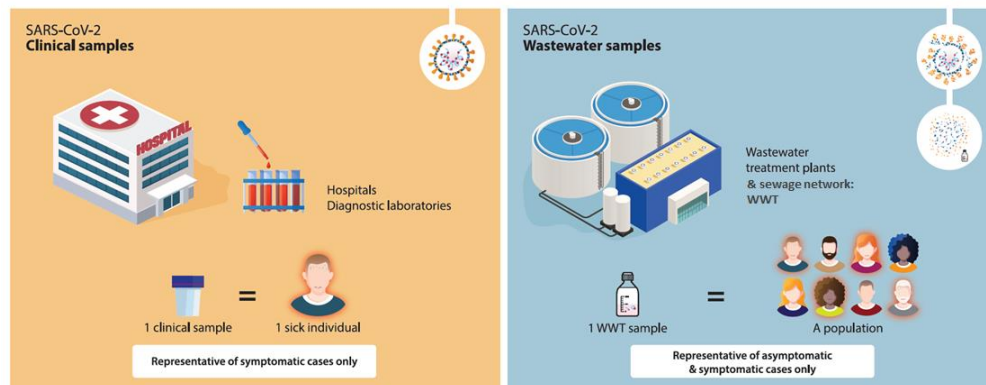 SARS-CoV-2
Clinical samples
HOSPITAL
Hospitals
Diagnostic laboratories
=
1 clinical sample
1 sick individual
Representative of symptomatic cases only
SARS-CoV-2
Wastewater samples
Wastewater
treatment plants
& sewage network:
WWT
=
1 WWT sample
A population
Representative of asymptomatic
& symptomatic cases only